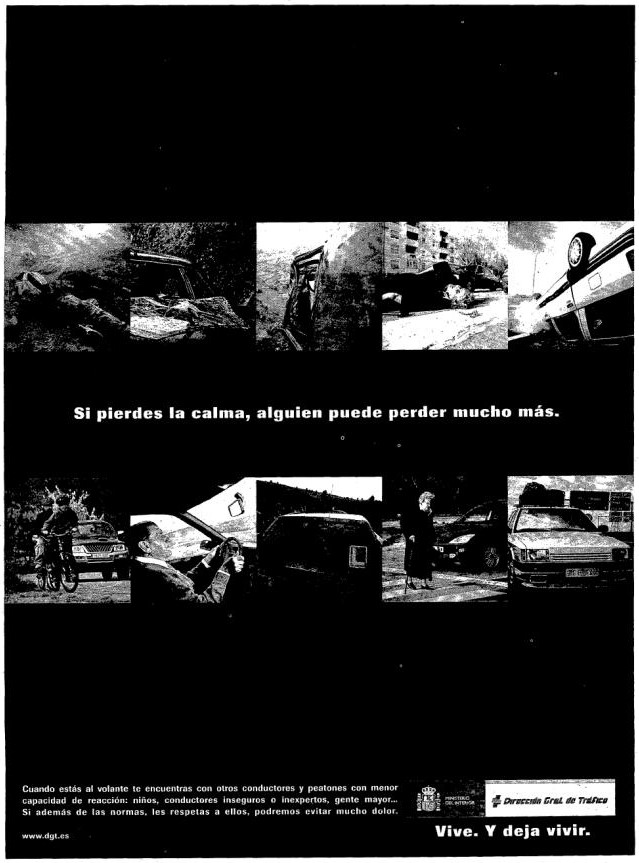 Si pierdes la calma, alguien puede perder mucho más.
Cuando estás al volante te encuentras con otros conductores y peatones con menor
capacidad de reacción: niños, conductores inseguros o inexpertos, gente mayor...
Si además de las normas, les respetas a ellos, podremos evitar mucho dolor.
www.dgt.es
MINISTERIO
DEL INTERIOR
Dirección Gral. de Tráfico
Vive. Y deja vivir.